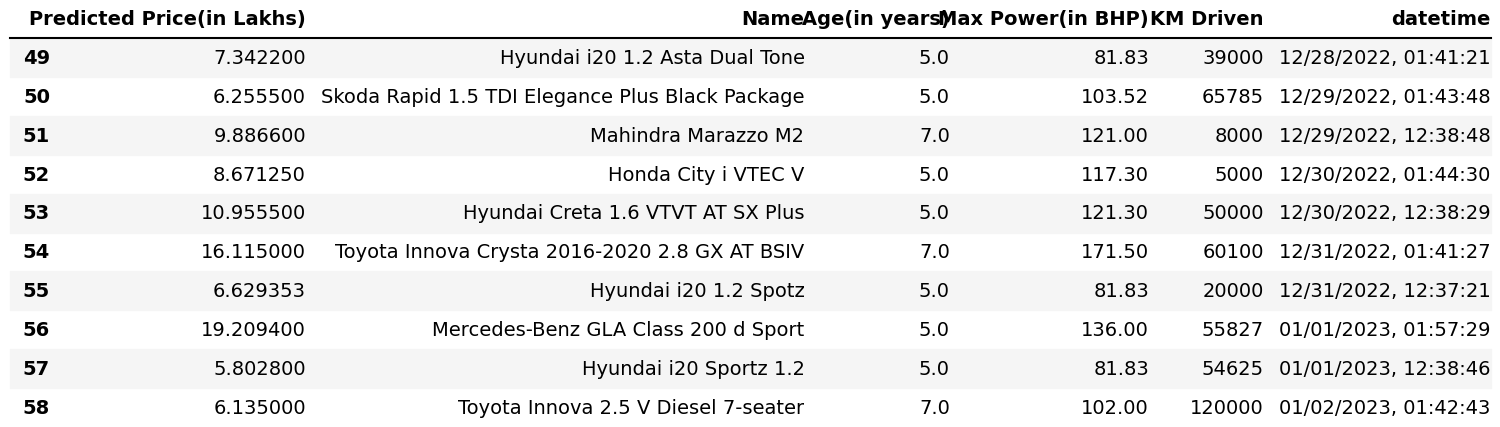 Predicted Price(in Lakhs) Name Age(in years) Max Power(in BHP) KM Driven datetime
49 7.342200 Hyundai i20 1.2 Asta Dual Tone 5.0 81.83 39000 12/28/2022, 01:41:21
50 6.255500 Skoda Rapid 1.5 TDI Elegance Plus Black Package 5.0 103.52 65785 12/29/2022, 01:43:48
51 9.886600 Mahindra Marazzo M2 7.0 121.00 8000 12/29/2022, 12:38:48
52 8.671250 Honda City i VTEC V 5.0 117.30 5000 12/30/2022, 01:44:30
53 10.955500 Hyundai Creta 1.6 VTVT AT SX Plus 5.0 121.30 50000 12/30/2022, 12:38:29
54 16.115000 Toyota Innova Crysta 2016-2020 2.8 GX AT BSIV 7.0 171.50 60100 12/31/2022, 01:41:27
55 6.629353 Hyundai i20 1.2 Spotz 5.0 81.83 20000 12/31/2022, 12:37:21
56 19.209400 Mercedes-Benz GLA Class 200 d Sport 5.0 136.00 55827 01/01/2023, 01:57:29
57 5.802800 Hyundai i20 Sportz 1.2 5.0 81.83 54625 01/01/2023, 12:38:46
58 6.135000 Toyota Innova 2.5 V Diesel 7-seater 7.0 102.00 120000 01/02/2023, 01:42:43